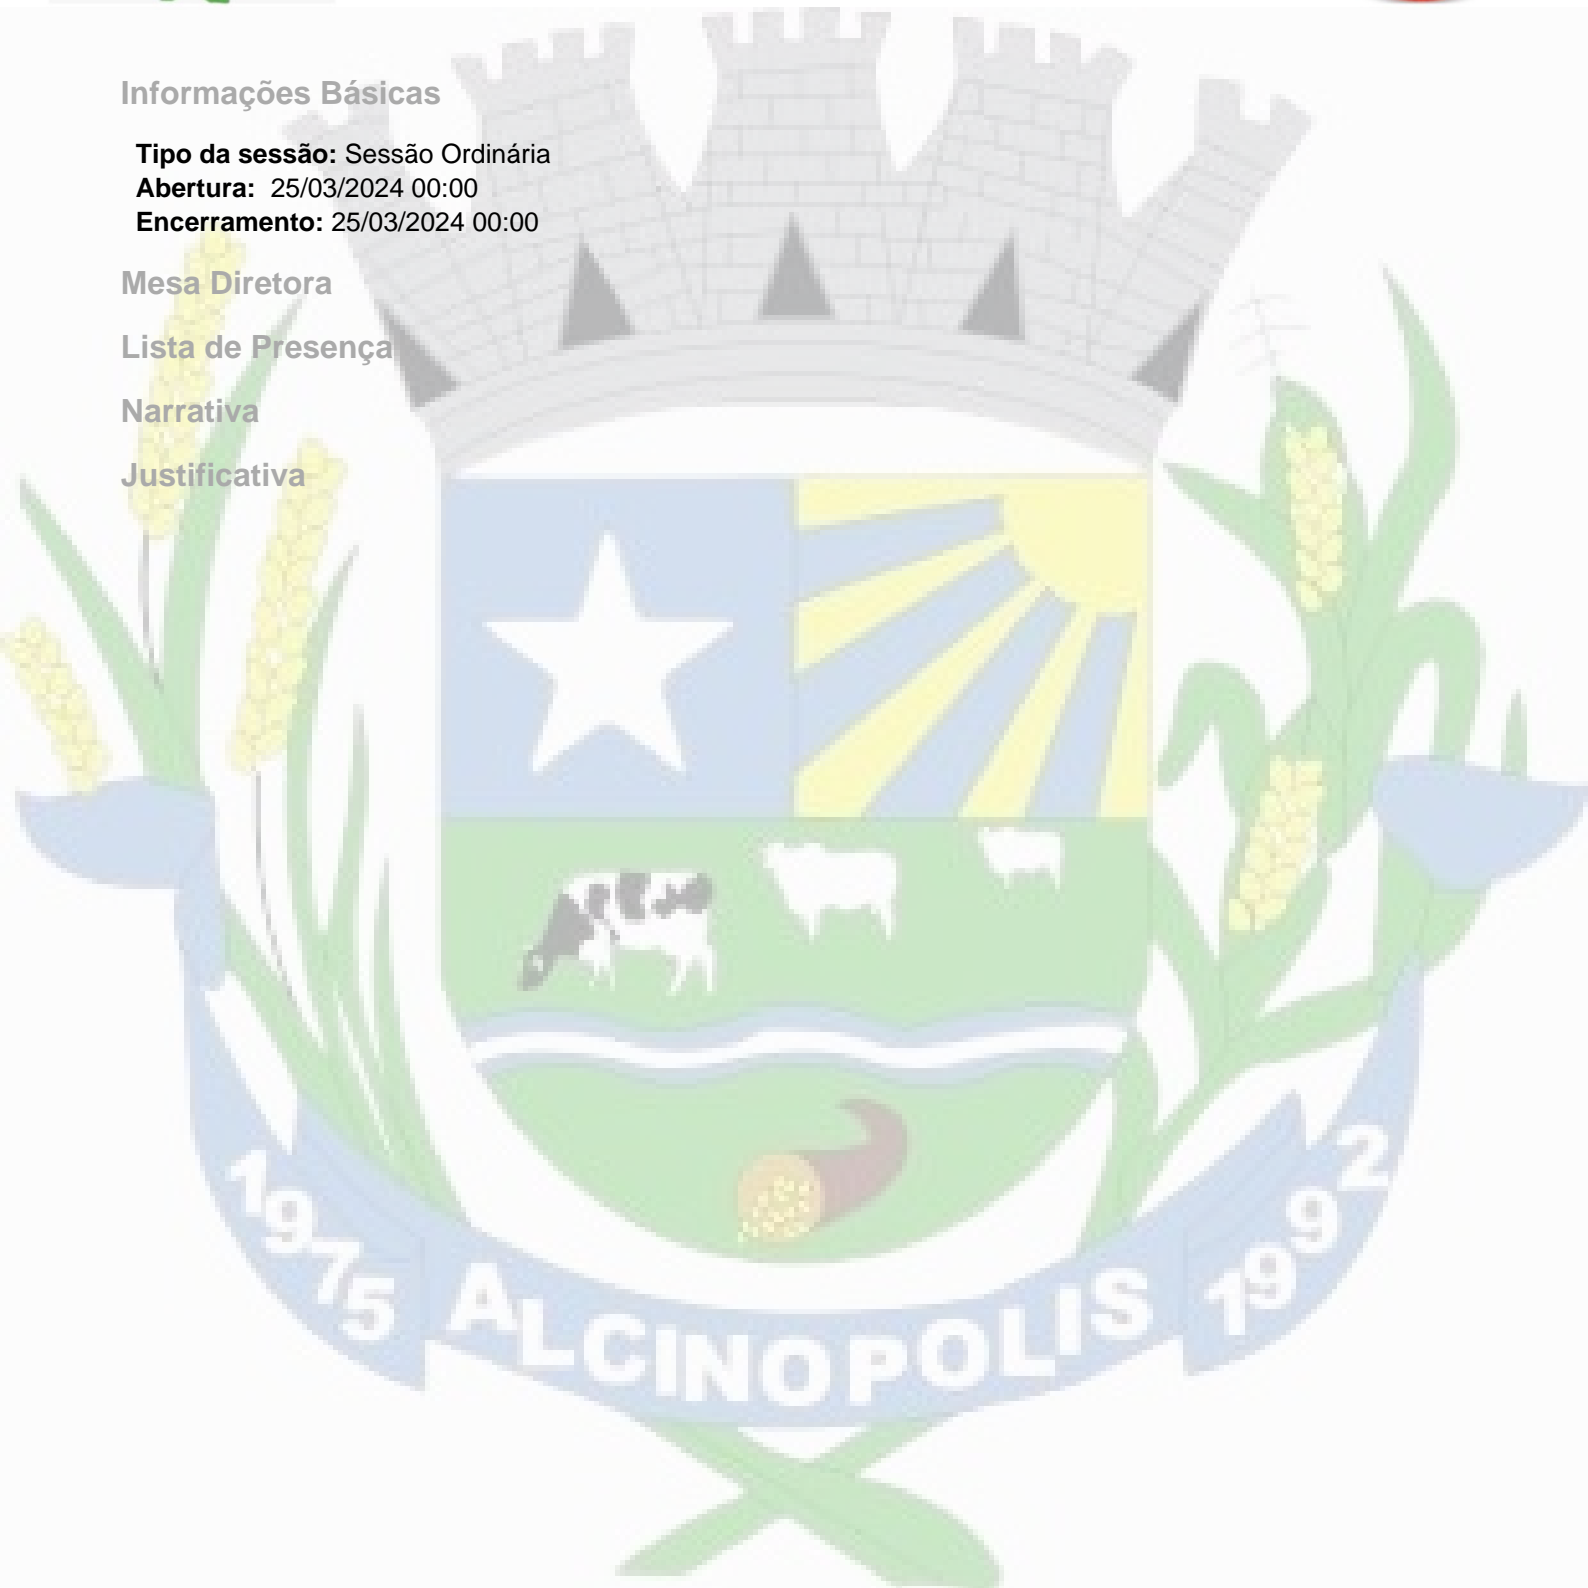 Informações Básicas
Tipo da sessão: Sessão Ordinária
Abertura: 25/03/2024 00:00
Encerramento: 25/03/2024 00:00
Mesa Diretora
Lista de Presença
Narrativa
Justificativa
1975 ALCINOPOLIS 1992